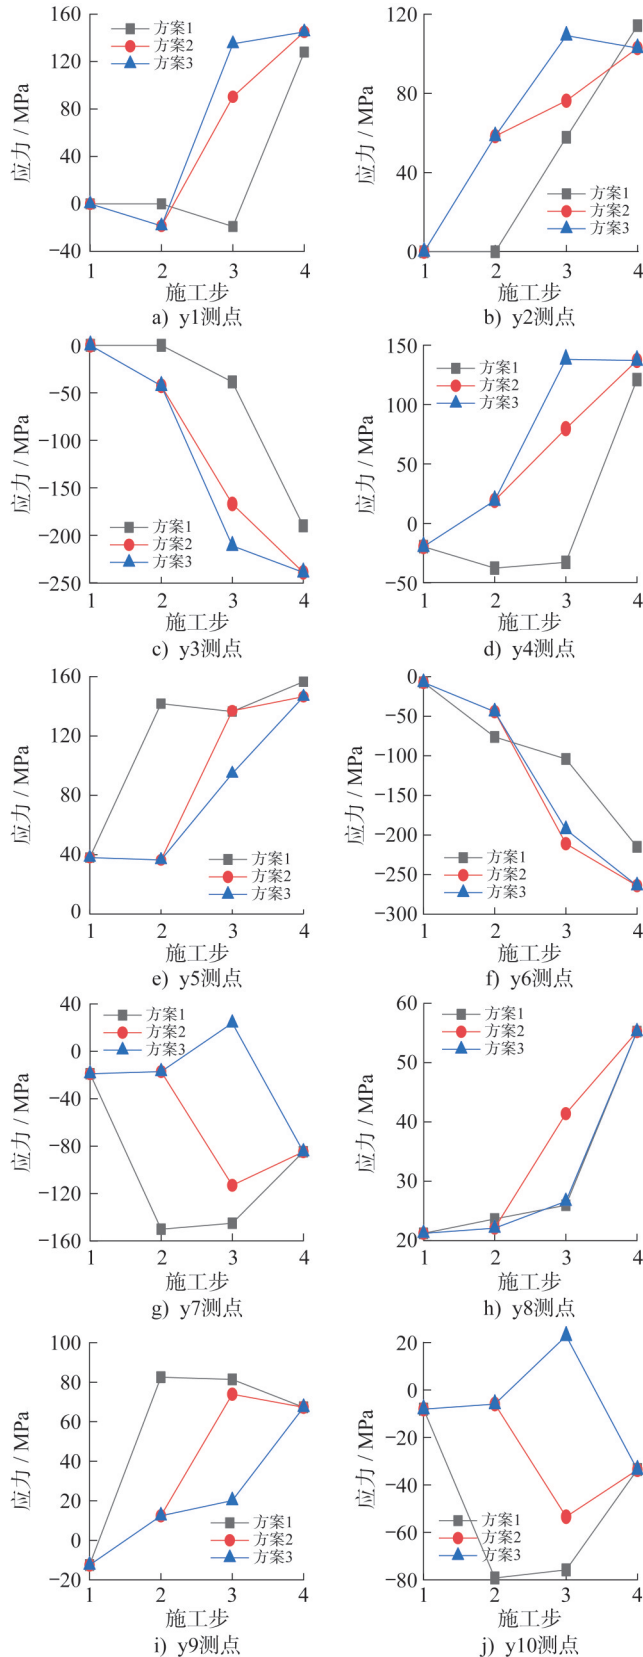 160
120
80
40
0
−40
应力 / MPa
方案1
方案2
方案3
1 2 3 4
施工步
a) y1测点
120
80
40
0
应力 / MPa
方案1
方案2
方案3
1 2 3 4
施工步
b) y2测点
0
−50
−100
−150
−200
−250
应力 / MPa
方案1
方案2
方案3
1 2 3 4
施工步
c) y3测点
150
100
50
0
−50
应力 / MPa
方案1
方案2
方案3
1 2 3 4
施工步
d) y4测点
160
120
80
40
0
应力 / MPa
方案1
方案2
方案3
1 2 3 4
施工步
e) y5测点
0
−50
−100
−150
−200
−250
−300
应力 / MPa
方案1
方案2
方案3
1 2 3 4
施工步
f) y6测点
40
0
−40
−80
−120
−160
应力 / MPa
方案1
方案2
方案3
1 2 3 4
施工步
g) y7测点
60
50
40
30
20
应力 / MPa
方案1
方案2
方案3
1 2 3 4
施工步
h) y8测点
100
80
60
40
20
0
−20
应力 / MPa
方案1
方案2
方案3
1 2 3 4
施工步
i) y9测点
20
0
−20
−40
−60
−80
应力 / MPa
方案1
方案2
方案3
1 2 3 4
施工步
j) y10测点